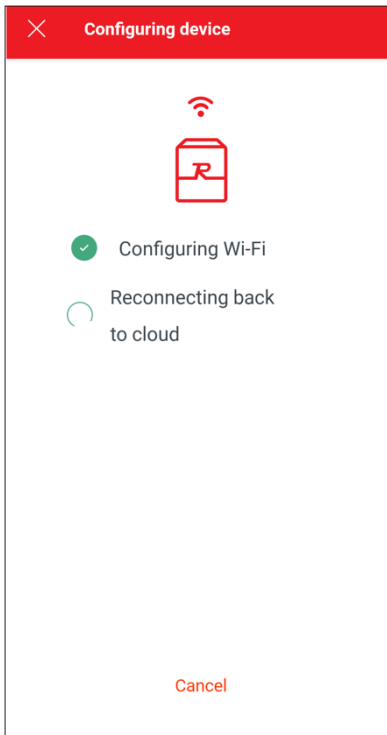 Configuring device
R
Configuring Wi-Fi
Reconnecting back
to cloud
Cancel